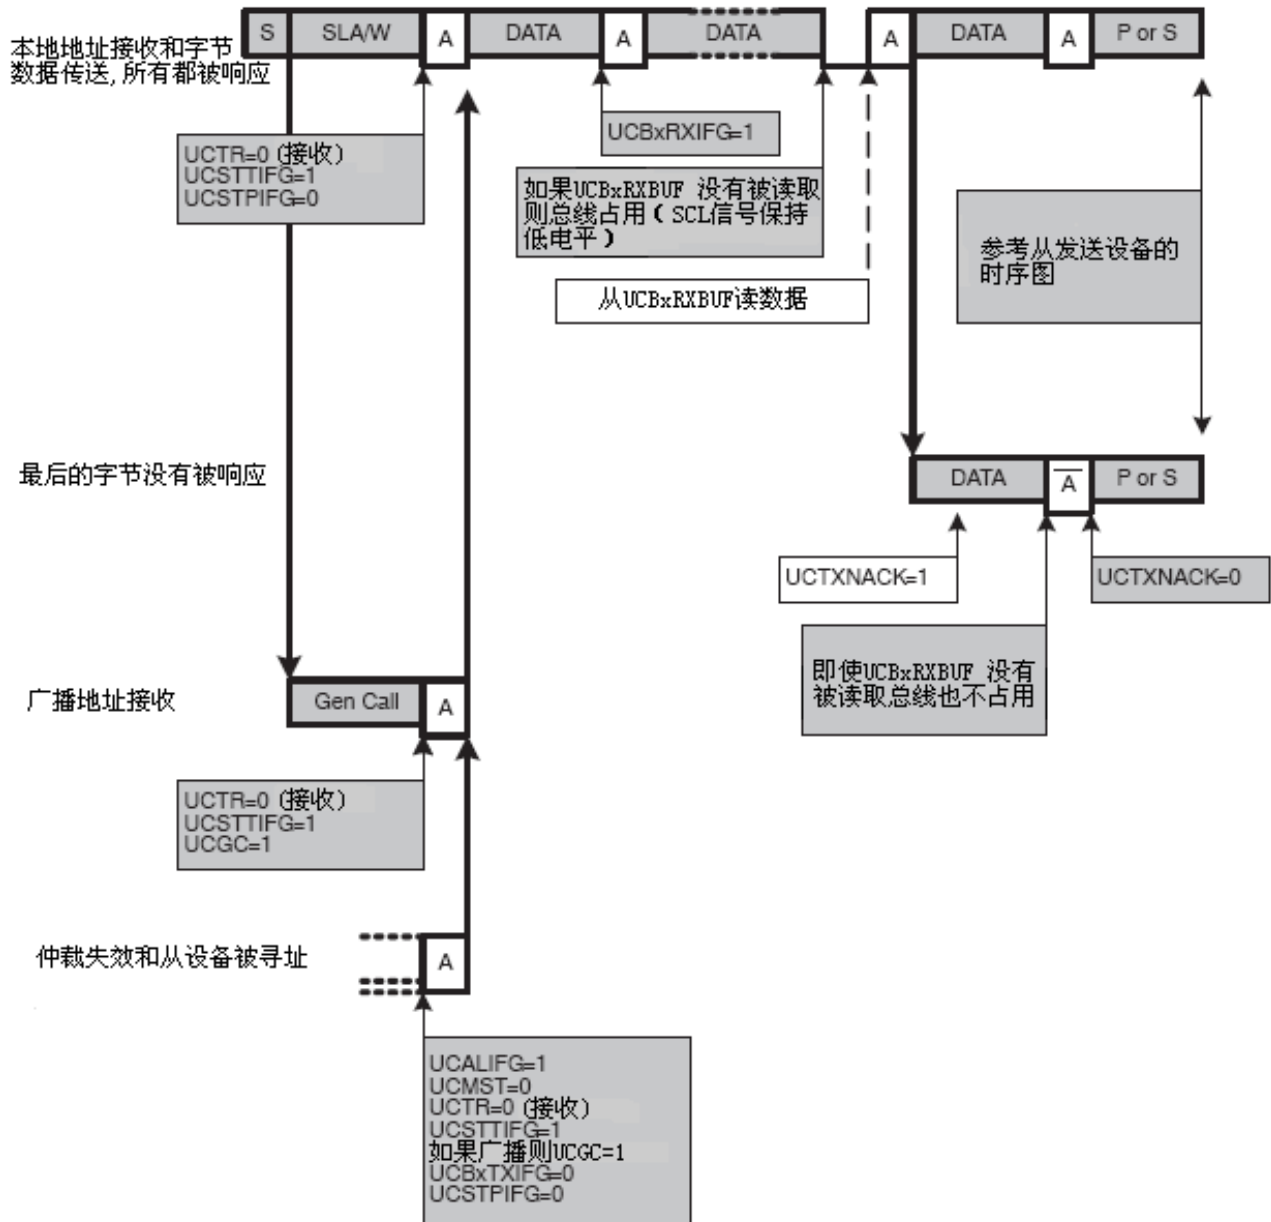 S SLA/W A DATA A DATA A DATA A P or S
本地地址接收和字节
数据传送, 所有都被响应
UCTR=0 (接收)
UCSTTIFG=1
UCSTPIFG=0
UCBxRXIFG=1
如果UCBxRXBUF 没有被读取
则总线占用（SCL信号保持
低电平）
从UCBxRXBUF读数据
参考从发送设备的
时序图
最后的字节没有被响应
DATA A P or S
UCTXNACK=1
UCTXNACK=0
即使UCBxRXBUF 没有
被读取总线也不占用
广播地址接收
Gen Call A
UCTR=0 (接收)
UCSTTIFG=1
UCGC=1
仲裁失效和从设备被寻址
A
UCALIFG=1
UCMST=0
UCTR=0 (接收)
UCSTTIFG=1
如果广播则UCGC=1
UCBxTXIFG=0
UCSTPIFG=0